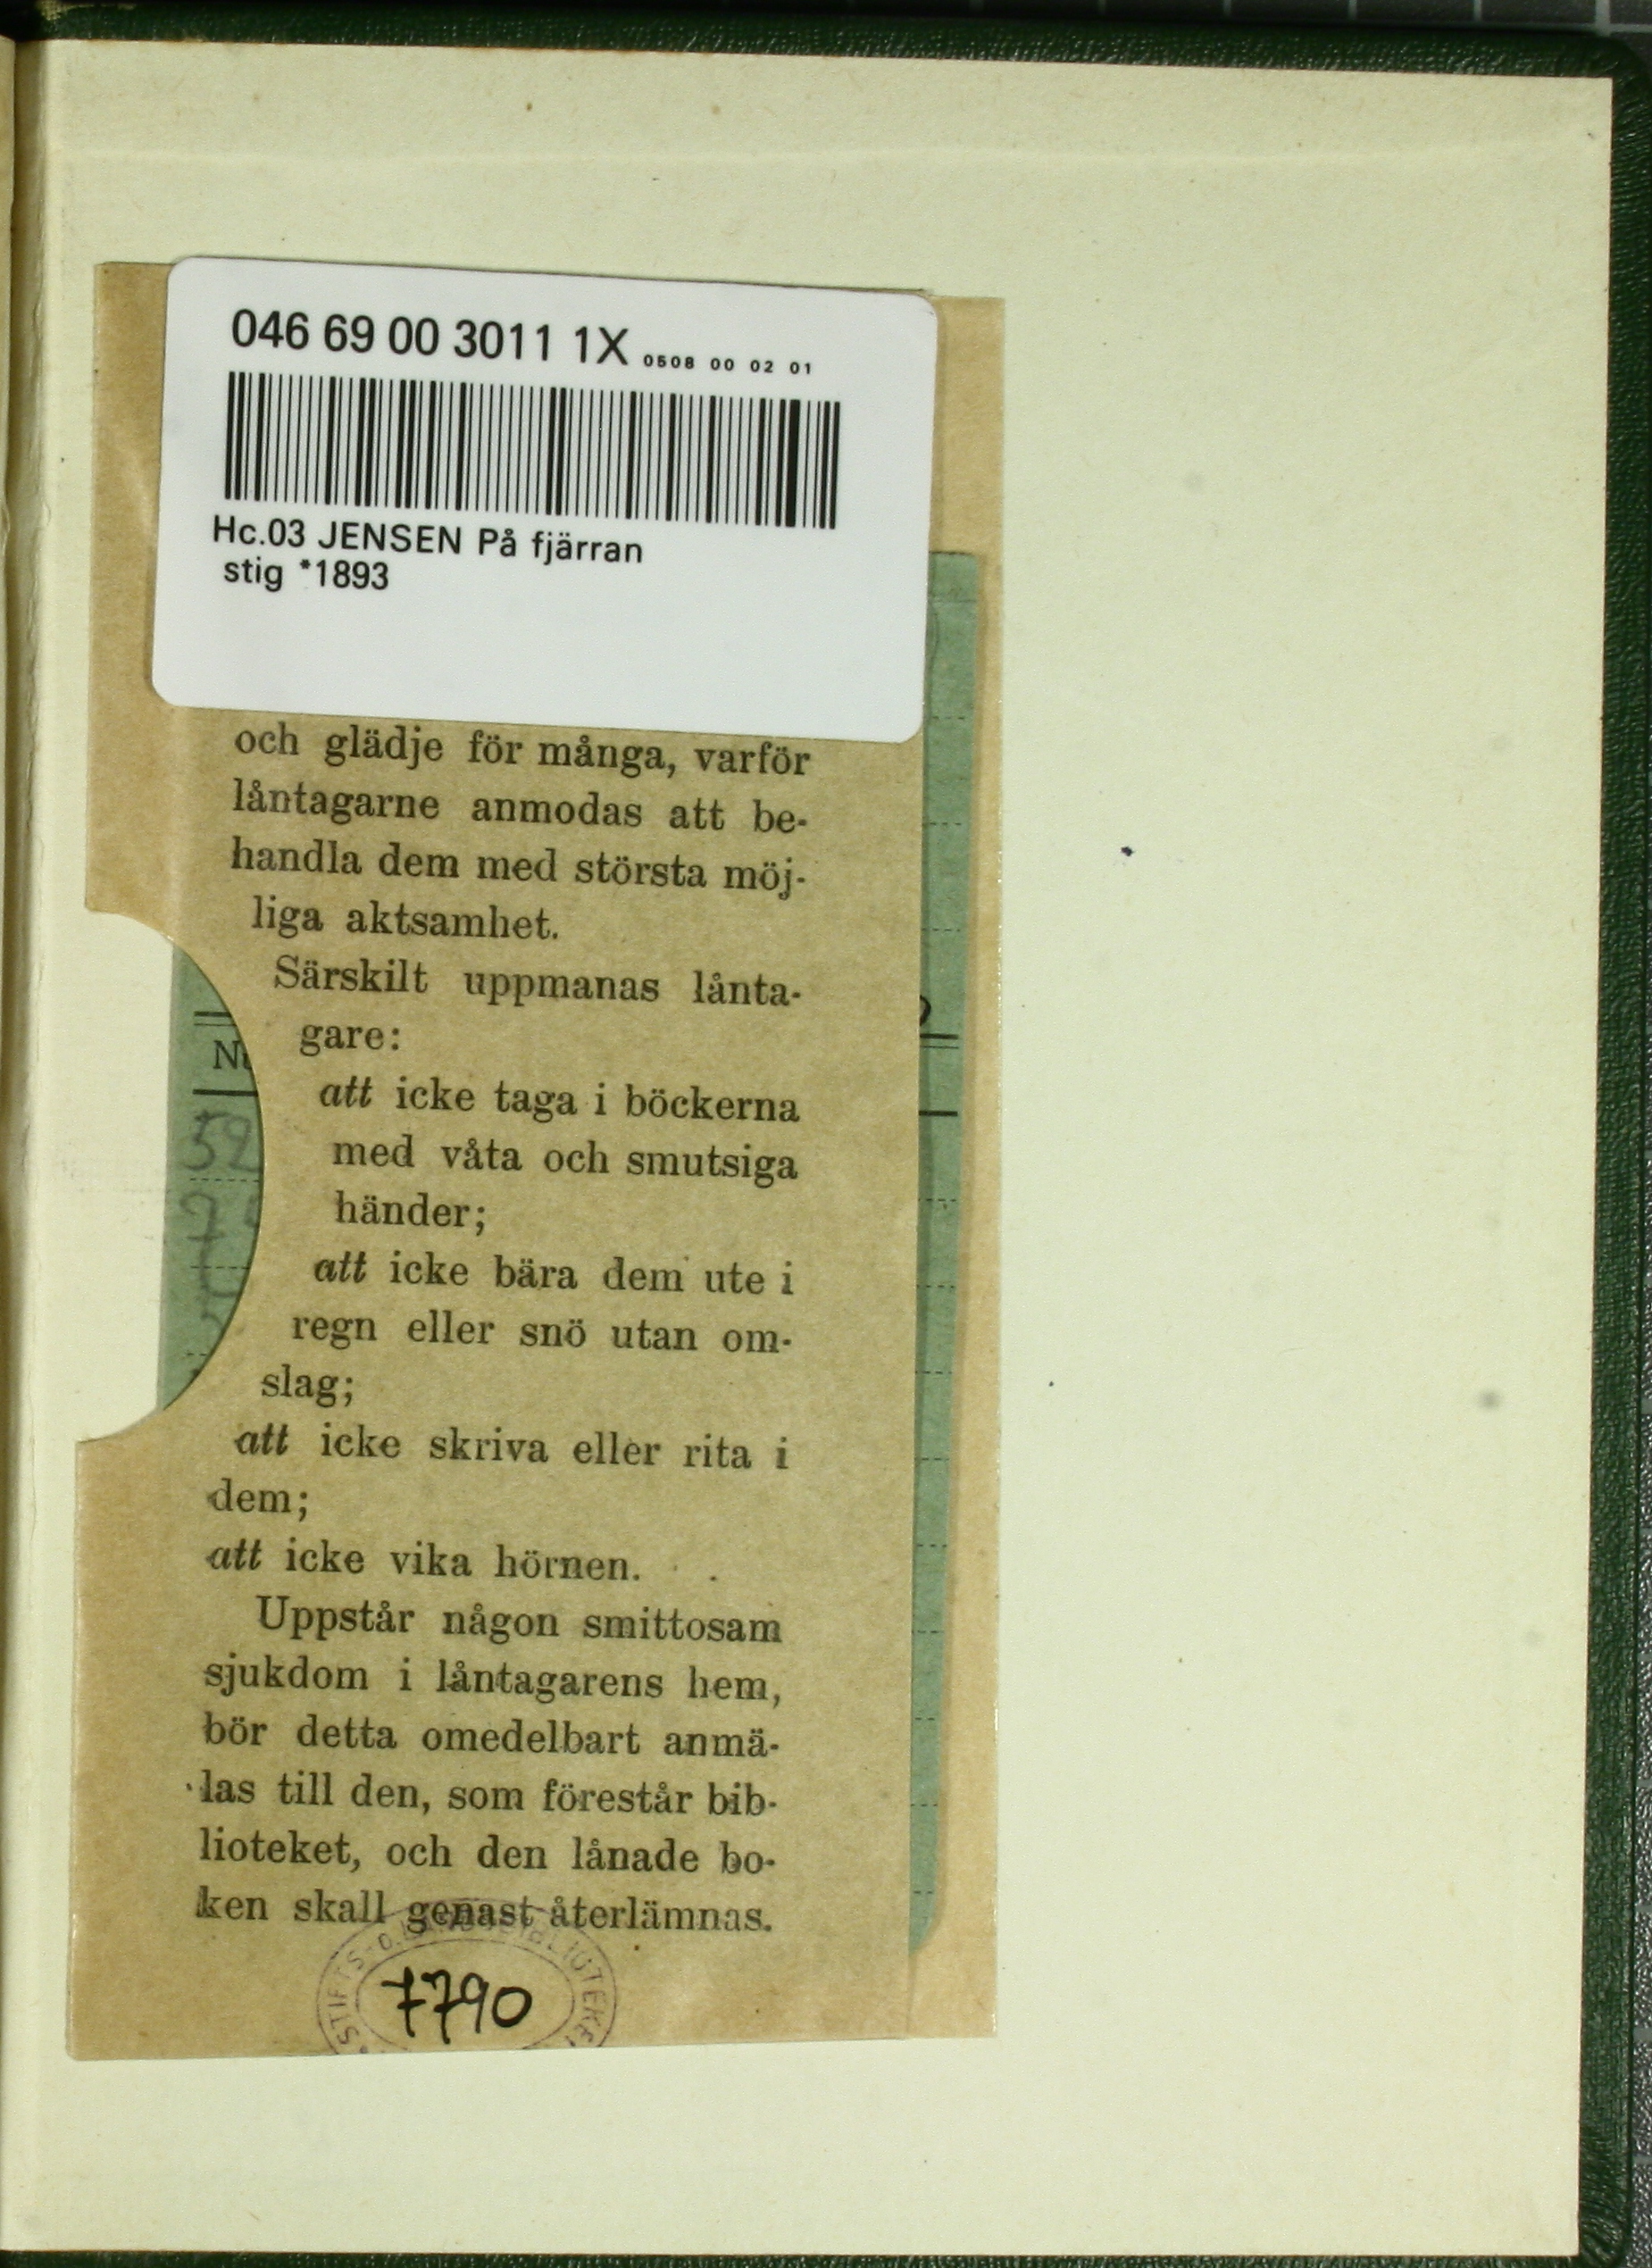 046 69 00 3011 1X 0508 00 02 01
Hc.03 JENSEN På fjärran
stig *1893
och glädje för många, varför
låntagarne anmodas att be-
handla dem med största möj-
liga aktsamhet.
Särskilt uppmanas lånta-
gare:
att icke taga i böckerna
med våta och smutsiga
händer;
att icke bära dem ute i
regn eller snö utan om-
slag;
att icke skriva eller rita i
dem;
att icke vika hörnen.
Uppstår någon smittosam
sjukdom i låntagarens hem,
bör detta omedelbart anmä-
las till den, som förestår bib-
lioteket, och den lånade bo-
ken skall genast återlämnas.
7790